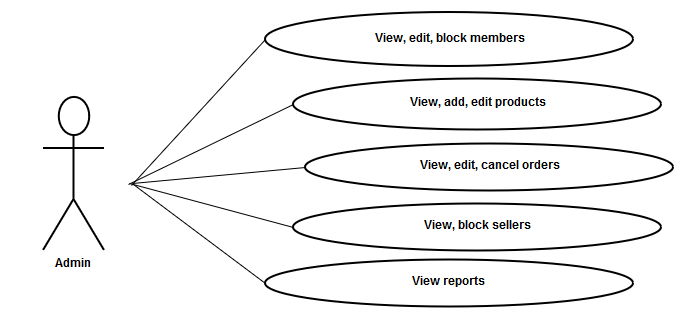 View, edit, block members
View, add, edit products
View, edit, cancel orders
View, block sellers
Admin
View reports